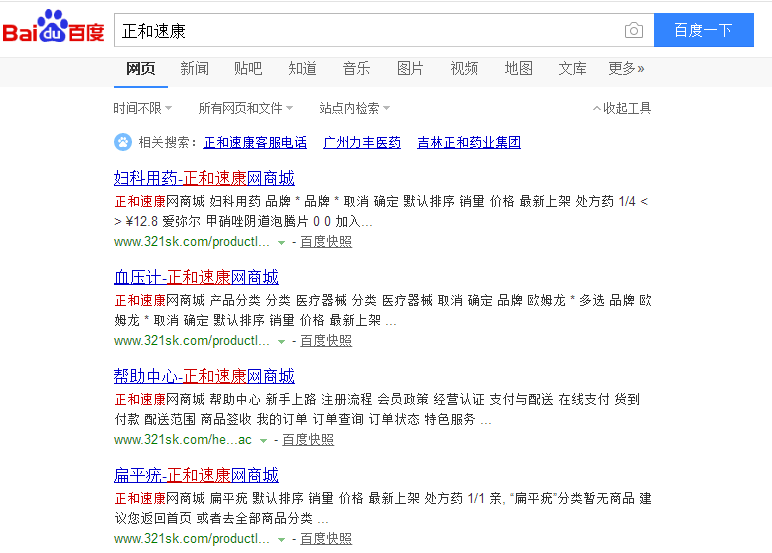 Bai du 百度 正和速康 百度一下
网页 新闻 贴吧 知道 音乐 图片 视频 地图 文库 更多»
时间不限 所有网页和文件 站点内检索 收起工具
相关搜索: 正和速康客服电话 广州力丰医药 吉林正和药业集团
妇科用药-正和速康网商城
正和速康网商城 妇科用药 品牌 * 品牌 * 取消 确定 默认排序 销量 价格 最新上架 处方药 1/4 <
> ¥12.8 爱弥尔 甲硝唑阴道泡腾片 0 0 加入...
www.321sk.com/productl... - 百度快照
血压计-正和速康网商城
正和速康网商城 产品分类 分类 医疗器械 分类 医疗器械 取消 确定 品牌 欧姆龙 * 多选 品牌 欧
姆龙 * 取消 确定 默认排序 销量 价格 最新上架 ...
www.321sk.com/productl... - 百度快照
帮助中心-正和速康网商城
正和速康网商城 帮助中心 新手上路 注册流程 会员政策 经营认证 支付与配送 在线支付 货到
付款 配送范围 商品签收 我的订单 订单查询 订单状态 特色服务 ...
www.321sk.com/he...ac - 百度快照
扁平疣-正和速康网商城
正和速康网商城 扁平疣 默认排序 销量 价格 最新上架 处方药 1/1 亲, “扁平疣”分类暂无商品 建
议您返回首页 或者去全部商品分类 ...
www.321sk.com/productl... - 百度快照